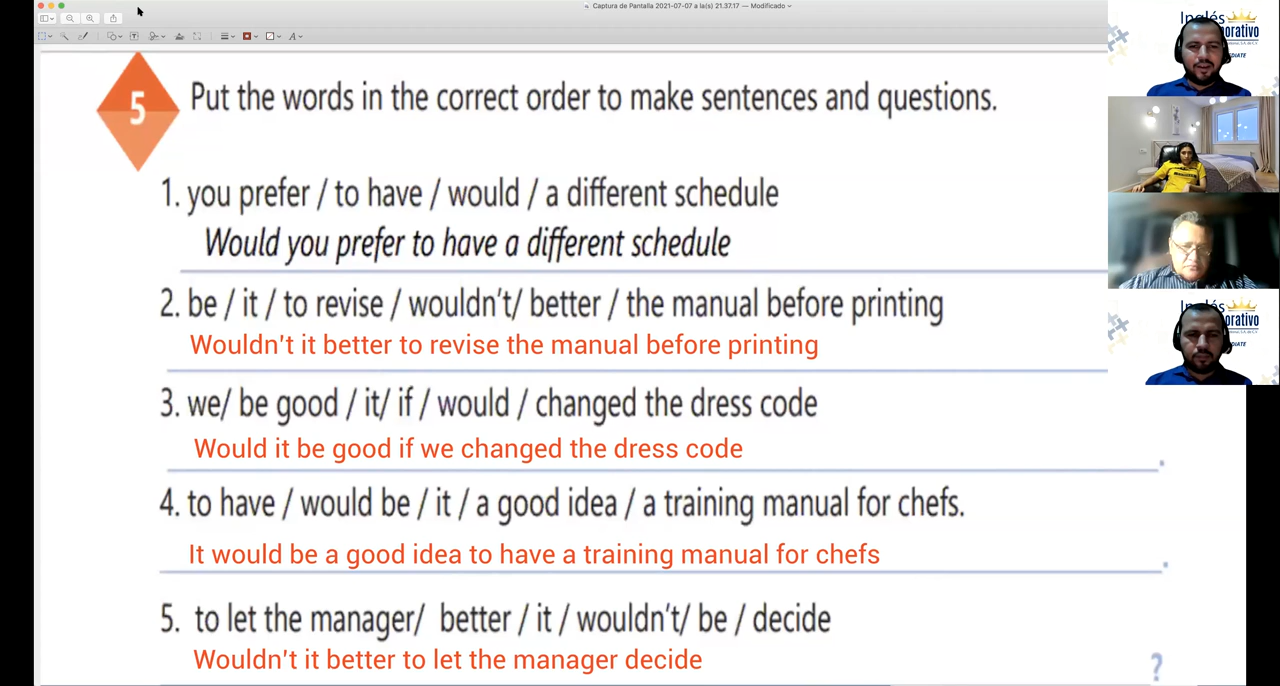 Captura de Pantalla 2021-07-07 a la(s) 21.37.17 — Modificado
5
Put the words in the correct order to make sentences and questions.
1. you prefer / to have / would / a different schedule
Would you prefer to have a different schedule
2. be / it / to revise / wouldn't/ better / the manual before printing
Wouldn't it better to revise the manual before printing
3. we/ be good / it/ if / would / changed the dress code
Would it be good if we changed the dress code
.
4. to have / would be / it / a good idea / a training manual for chefs.
It would be a good idea to have a training manual for chefs
.
5. to let the manager/ better / it / wouldn't/ be / decide
Wouldn't it better to let the manager decide
?